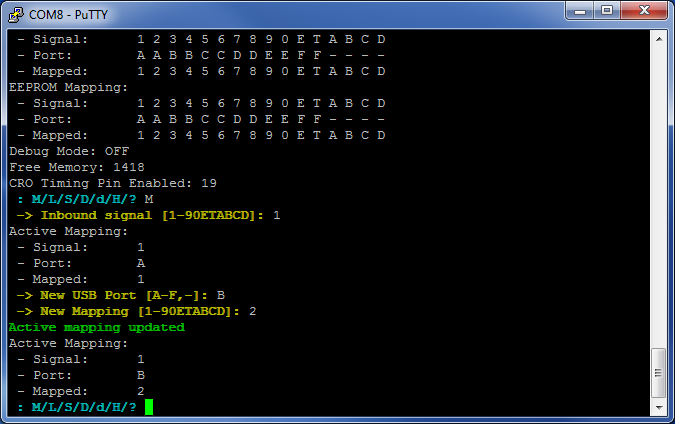 COM8 - PuTTY
- Signal: 1 2 3 4 5 6 7 8 9 0 E T A B C D
- Port: A A B B C C D D E E F F - - - -
- Mapped: 1 2 3 4 5 6 7 8 9 0 E T A B C D
EEPROM Mapping:
- Signal: 1 2 3 4 5 6 7 8 9 0 E T A B C D
- Port: A A B B C C D D E E F F - - - -
- Mapped: 1 2 3 4 5 6 7 8 9 0 E T A B C D
Debug Mode: OFF
Free Memory: 1418
CRO Timing Pin Enabled: 19
: M/L/S/D/d/H/? M
-> Inbound signal [1-90ETABCD]: 1
Active Mapping:
- Signal: 1
- Port: A
- Mapped: 1
-> New USB Port [A-F,-]: B
-> New Mapping [1-90ETABCD]: 2
Active mapping updated
Active Mapping:
- Signal: 1
- Port: B
- Mapped: 2
: M/L/S/D/d/H/?